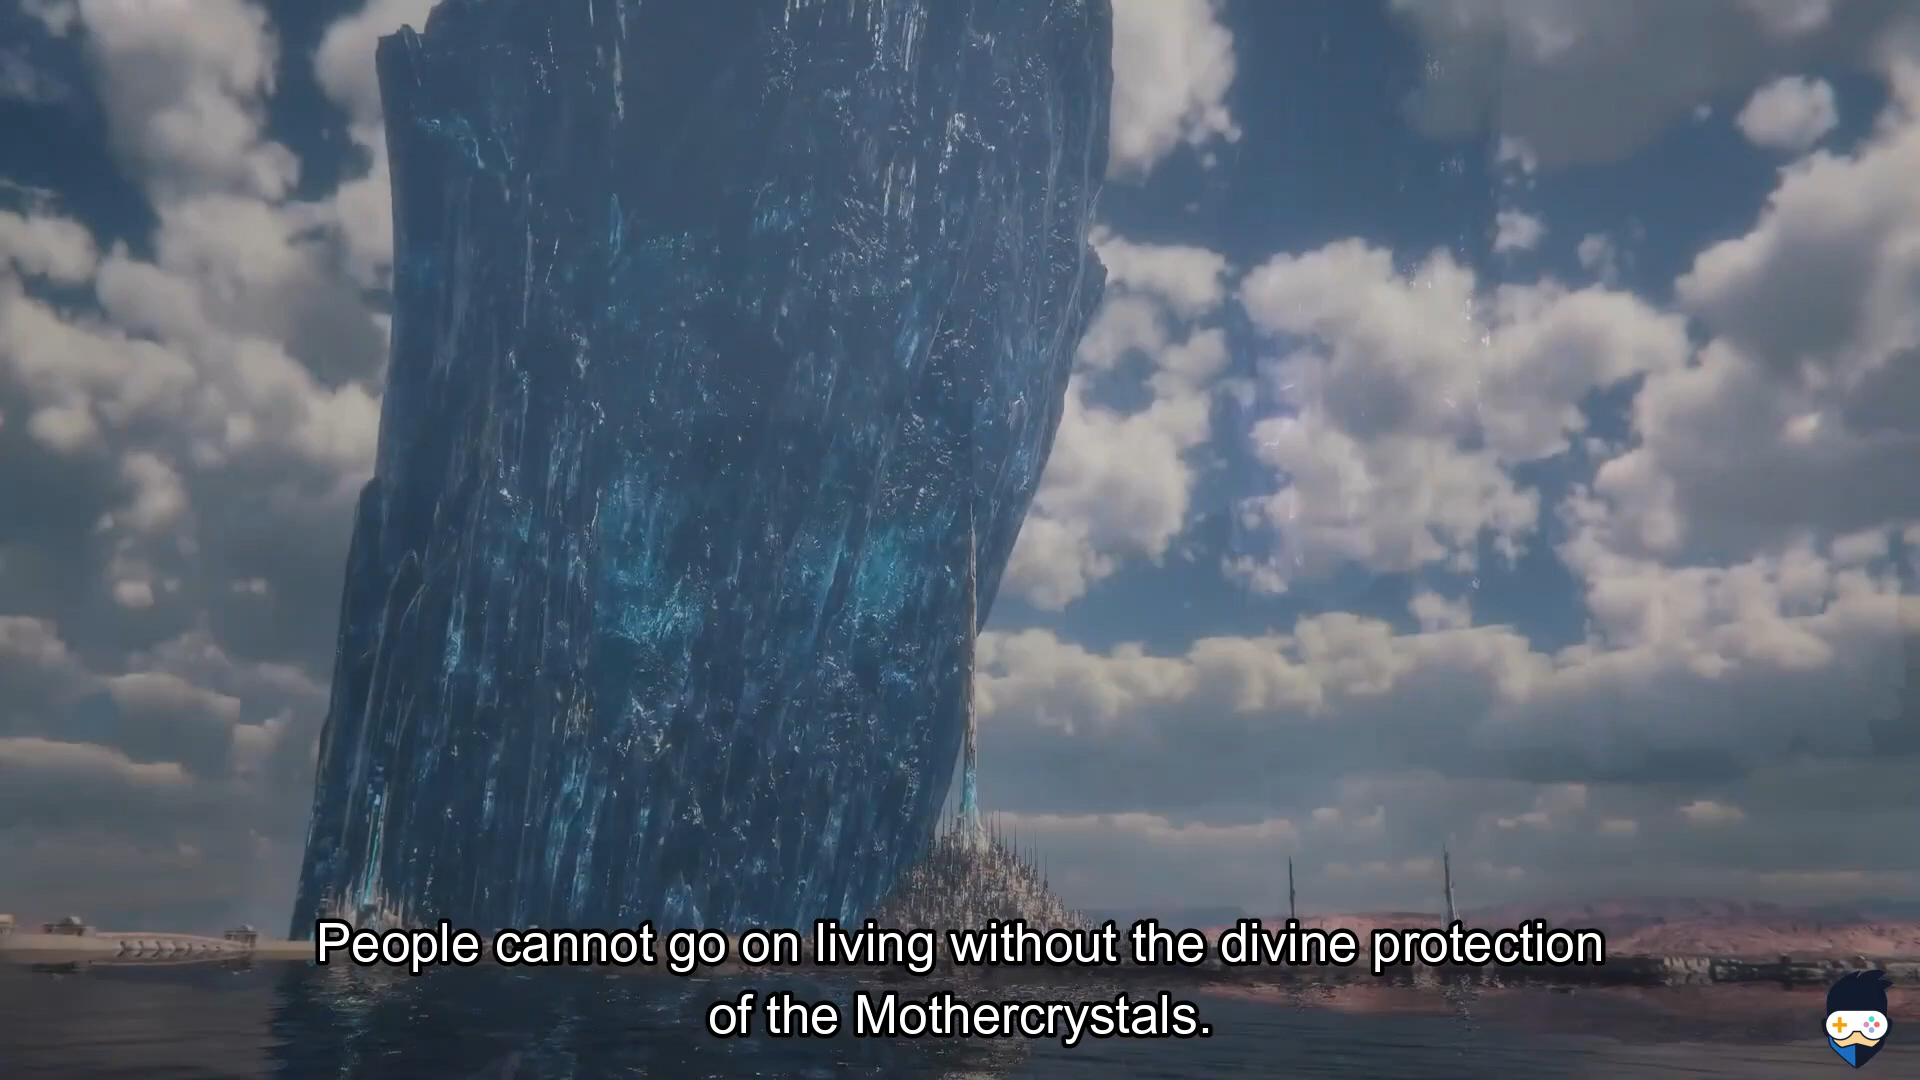 People cannot go on living without the divine protection
of the Mothercrystals.